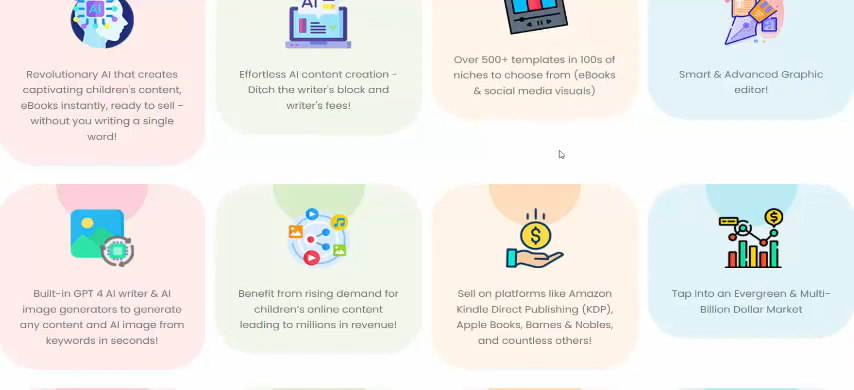 AI
AI
Revolutionary AI that creates
captivating children's content,
eBooks instantly, ready to sell –
without you writing a single
word!
Effortless AI content creation -
Ditch the writer's block and
writer's fees!
Over 500+ templates in 100s of
niches to choose from (eBooks
& social media visuals)
Smart & Advanced Graphic
editor!
Built-in GPT 4 AI writer & AI
image generators to generate
any content and AI image from
keywords in seconds!
Benefit from rising demand for
children's online content
leading to millions in revenue!
Sell on platforms like Amazon
Kindle Direct Publishing (KDP),
Apple Books, Barnes & Nobles,
and countless others!
Tap Into an Evergreen & Multi-
Billion Dollar Market